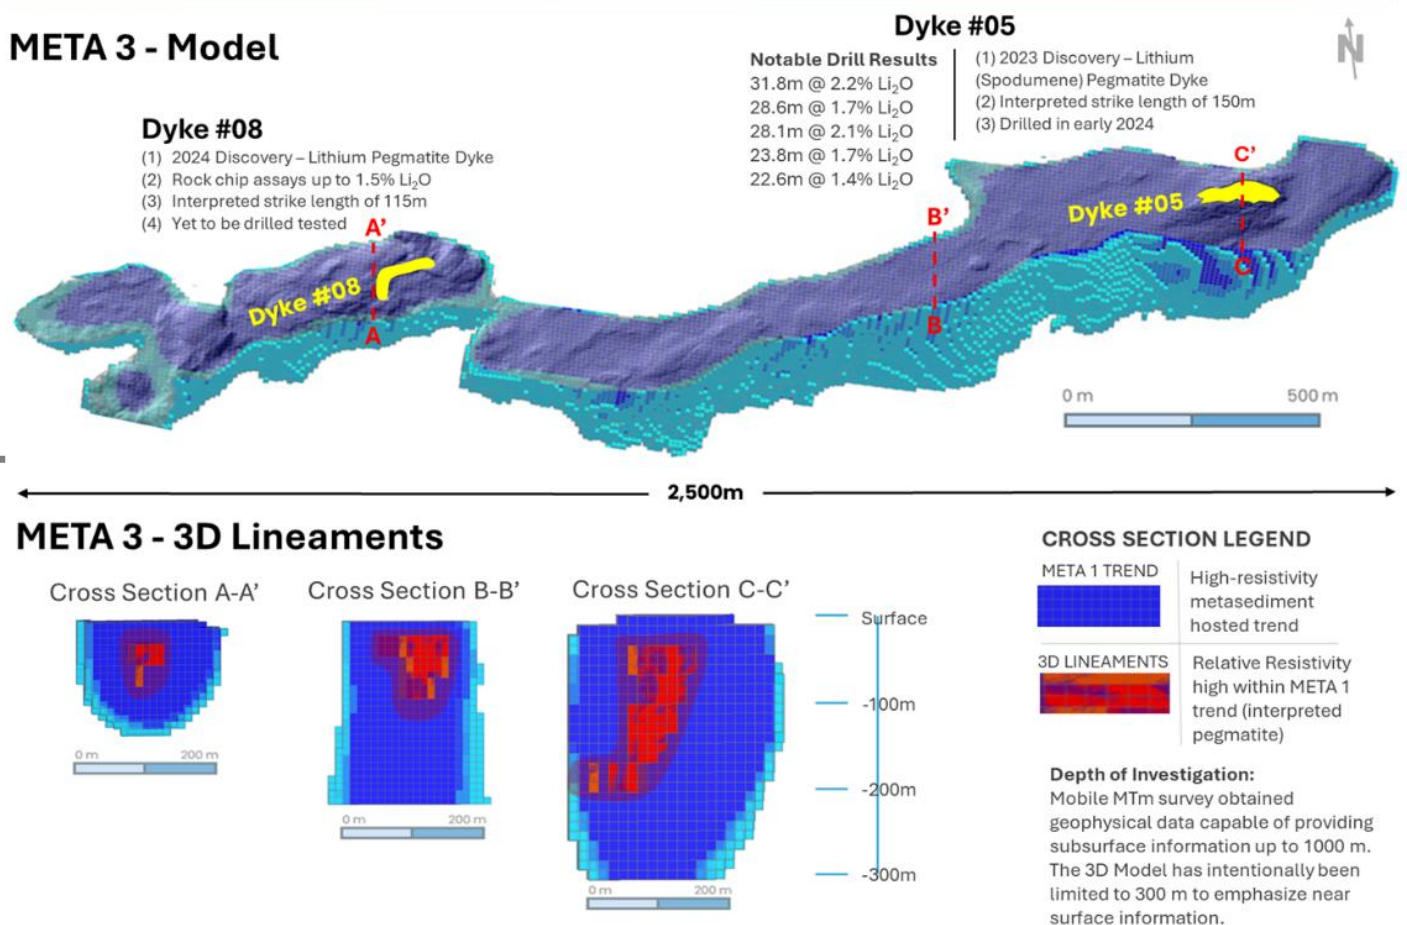 META 3 - Model
Dyke #05
N
Notable Drill Results
31.8m @ 2.2% Li₂O
28.6m @ 1.7% Li₂O
28.1m @ 2.1% Li₂O
23.8m @ 1.7% Li₂O
22.6m @ 1.4% Li₂O
(1) 2023 Discovery – Lithium
(Spodumene) Pegmatite Dyke
(2) Interpreted strike length of 150m
(3) Drilled in early 2024
Dyke #08
(1) 2024 Discovery – Lithium Pegmatite Dyke
(2) Rock chip assays up to 1.5% Li₂O
(3) Interpreted strike length of 115m
(4) Yet to be drilled tested
A'
Dyke #08
A
B'
B
Dyke #05
C'
C
0 m 500 m
2,500m
META 3 - 3D Lineaments
Cross Section A-A’
0 m 200 m
Cross Section B-B’
0 m 200 m
Cross Section C-C’
0 m 200 m
Surface
-100m
-200m
-300m
CROSS SECTION LEGEND
META 1 TREND
High-resistivity
metasediment
hosted trend
3D LINEAMENTS
Relative Resistivity
high within META 1
trend (interpreted
pegmatite)
Depth of Investigation:
Mobile MTm survey obtained
geophysical data capable of providing
subsurface information up to 1000 m.
The 3D Model has intentionally been
limited to 300 m to emphasize near
surface information.